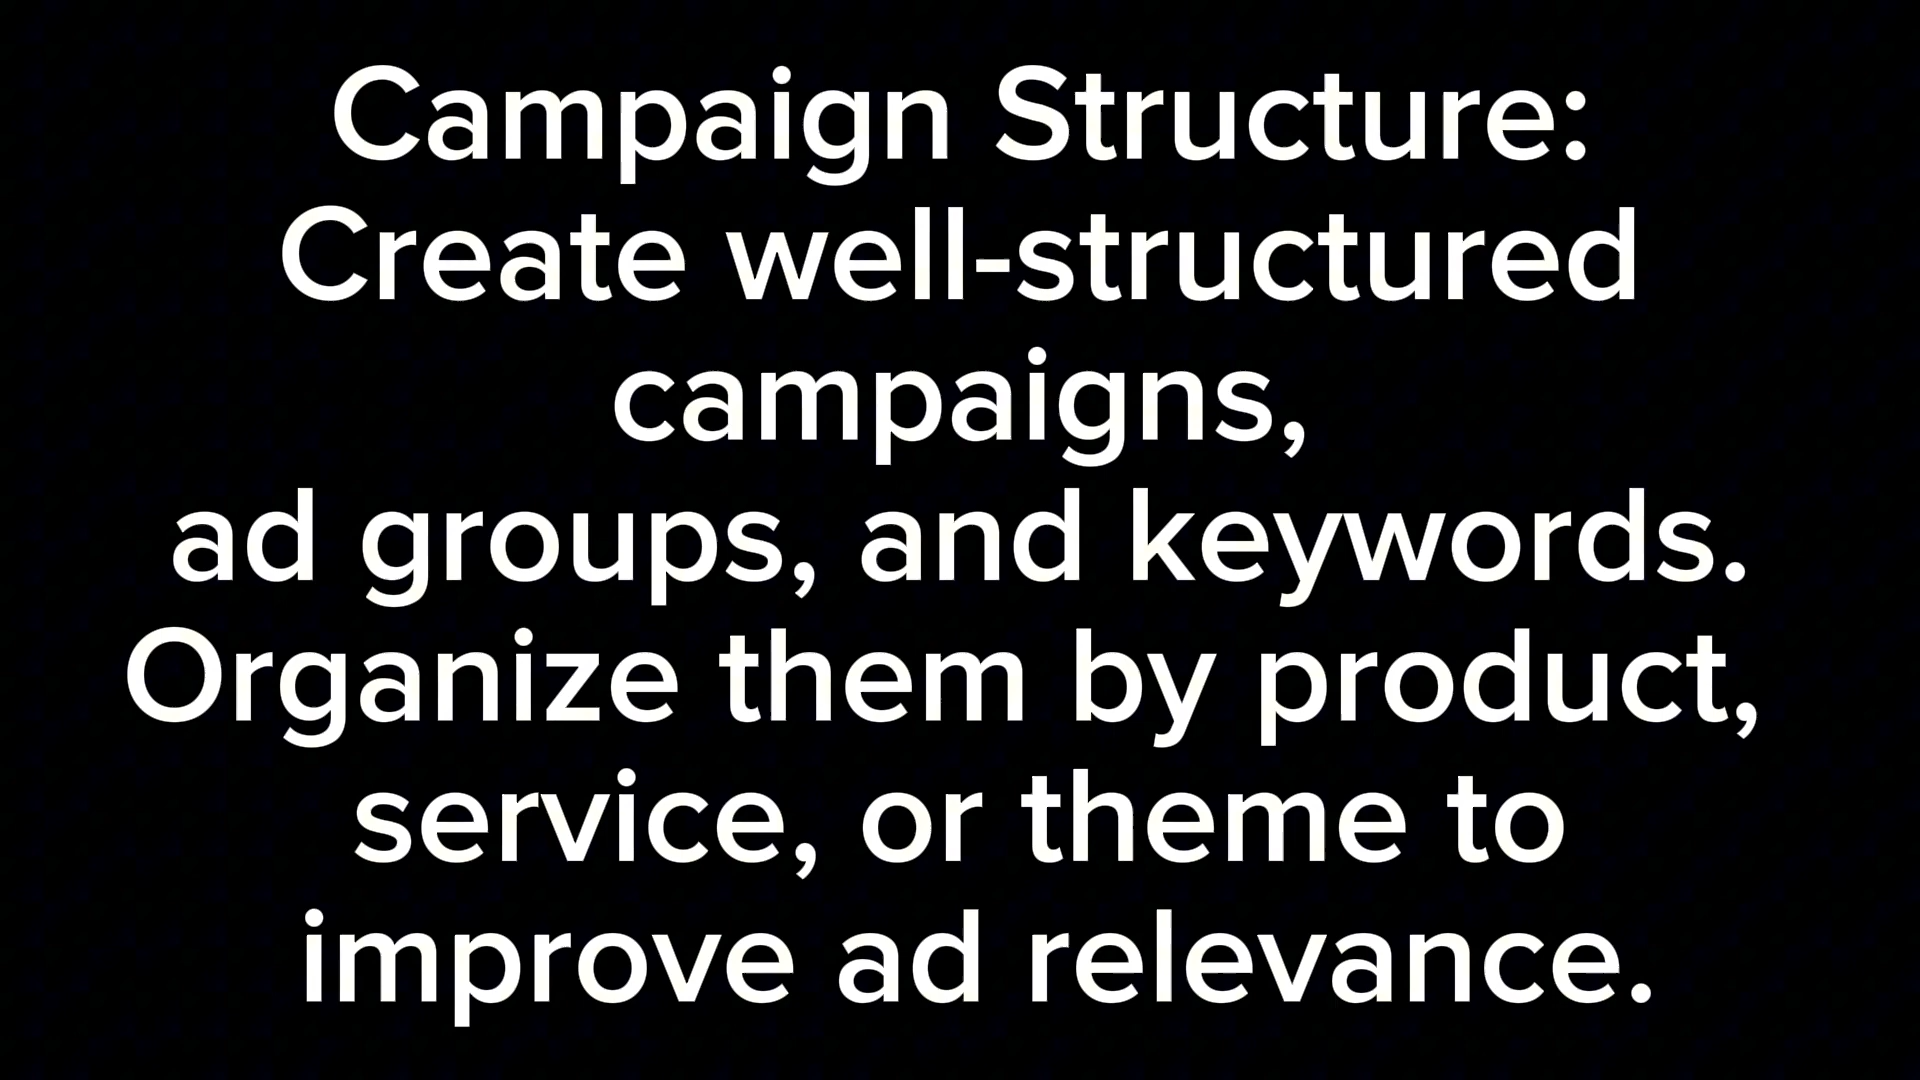 Campaign Structure:
Create well-structured
campaigns,
ad groups, and keywords.
Organize them by product,
service, or theme to
improve ad relevance.